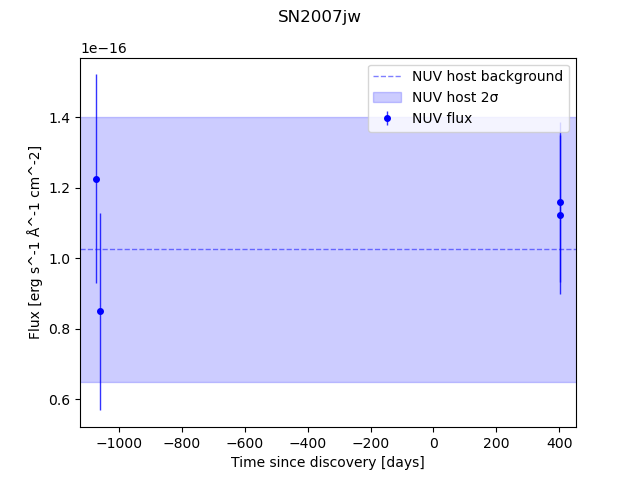 SN2007jw
1e−16
NUV host background
NUV host 2σ
NUV flux
1.4
1.2
1.0
0.8
0.6
Flux [erg s^-1 Å^-1 cm^-2]
−1000
−800
−600
−400
−200
0
200
400
Time since discovery [days]